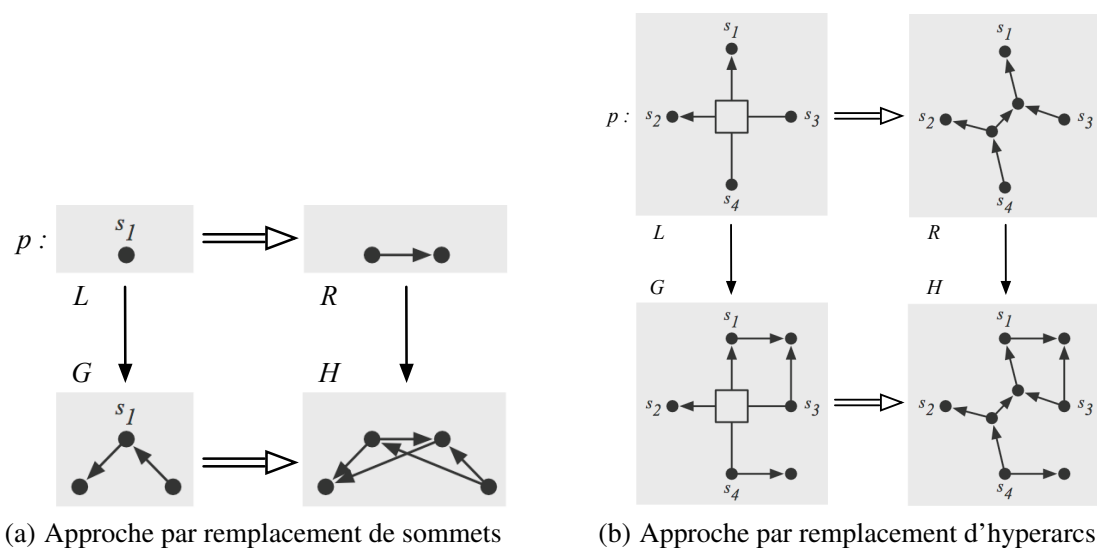 p :
s1
L
R
G
H
s1
(a) Approche par remplacement de sommets
p :
s1
s2
s3
s4
s1
s2
s3
s4
L
R
G
H
s1
s2
s3
s4
s1
s2
s3
s4
(b) Approche par remplacement d'hyperarcs